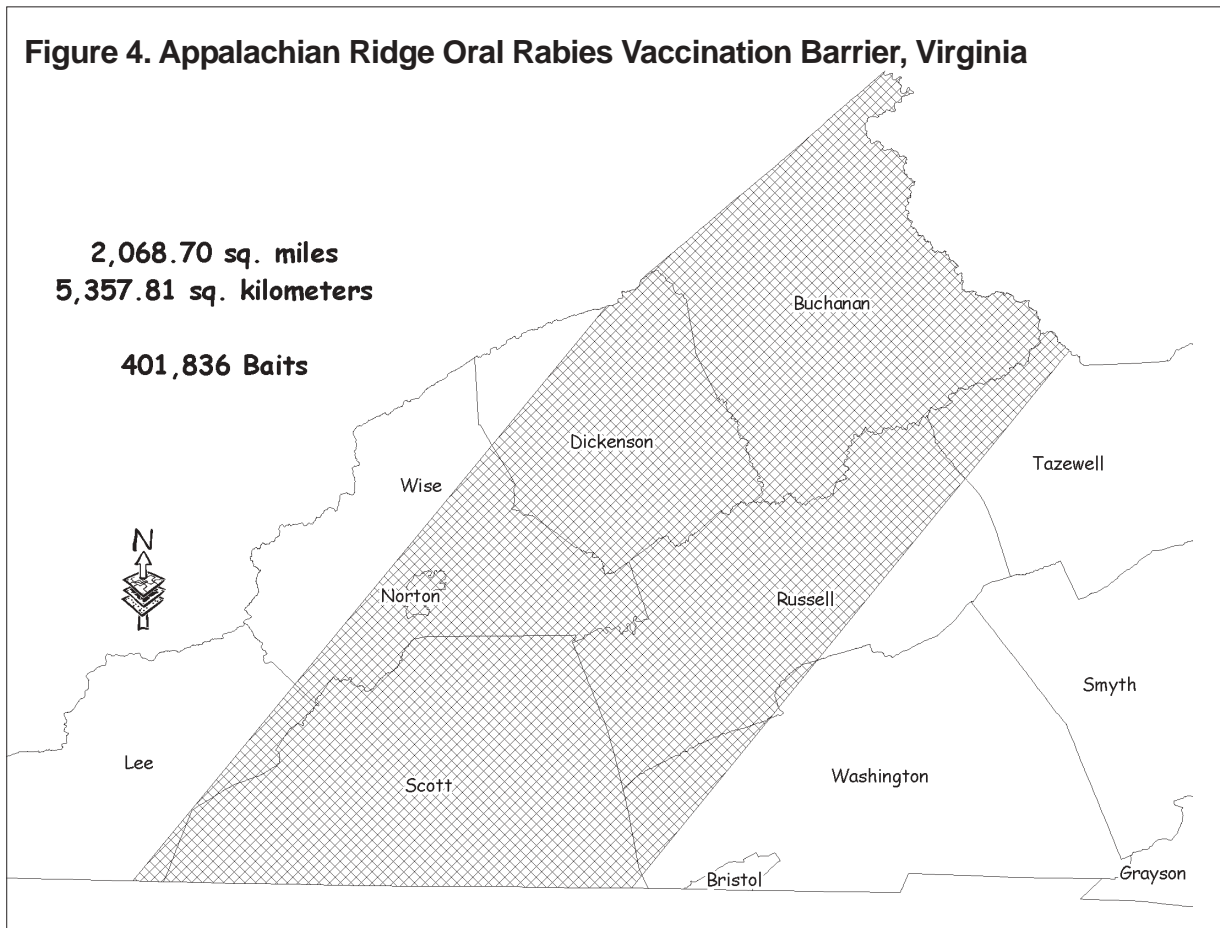 Figure 4. Appalachian Ridge Oral Rabies Vaccination Barrier, Virginia
2,068.70 sq. miles
5,357.81 sq. kilometers
401,836 Baits
Buchanan
Dickenson
Tazewell
Wise
N
Norton
Russell
Smyth
Lee
Scott
Washington
Bristol
Grayson